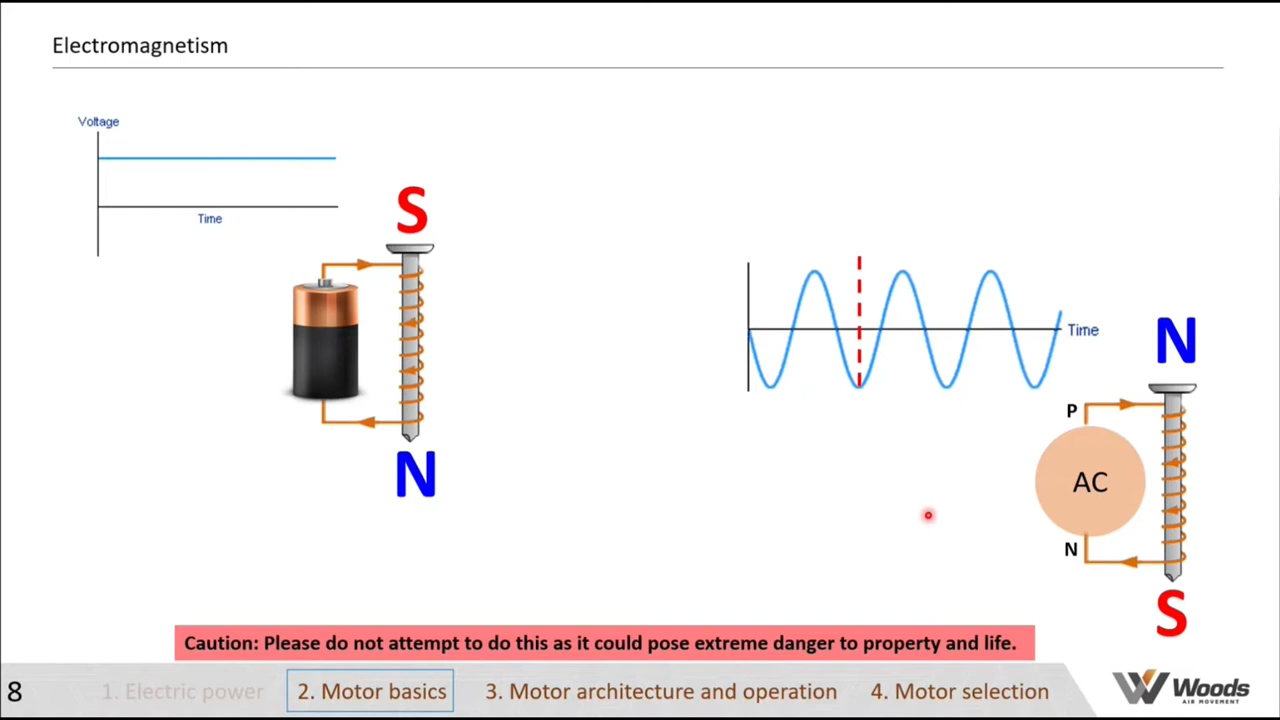 Electromagnetism
Voltage
Time
S
N
Time
N
P
AC
N
S
Caution: Please do not attempt to do this as it could pose extreme danger to property and life.
8
1. Electric power
2. Motor basics
3. Motor architecture and operation
4. Motor selection
Woods
AIR MOVEMENT